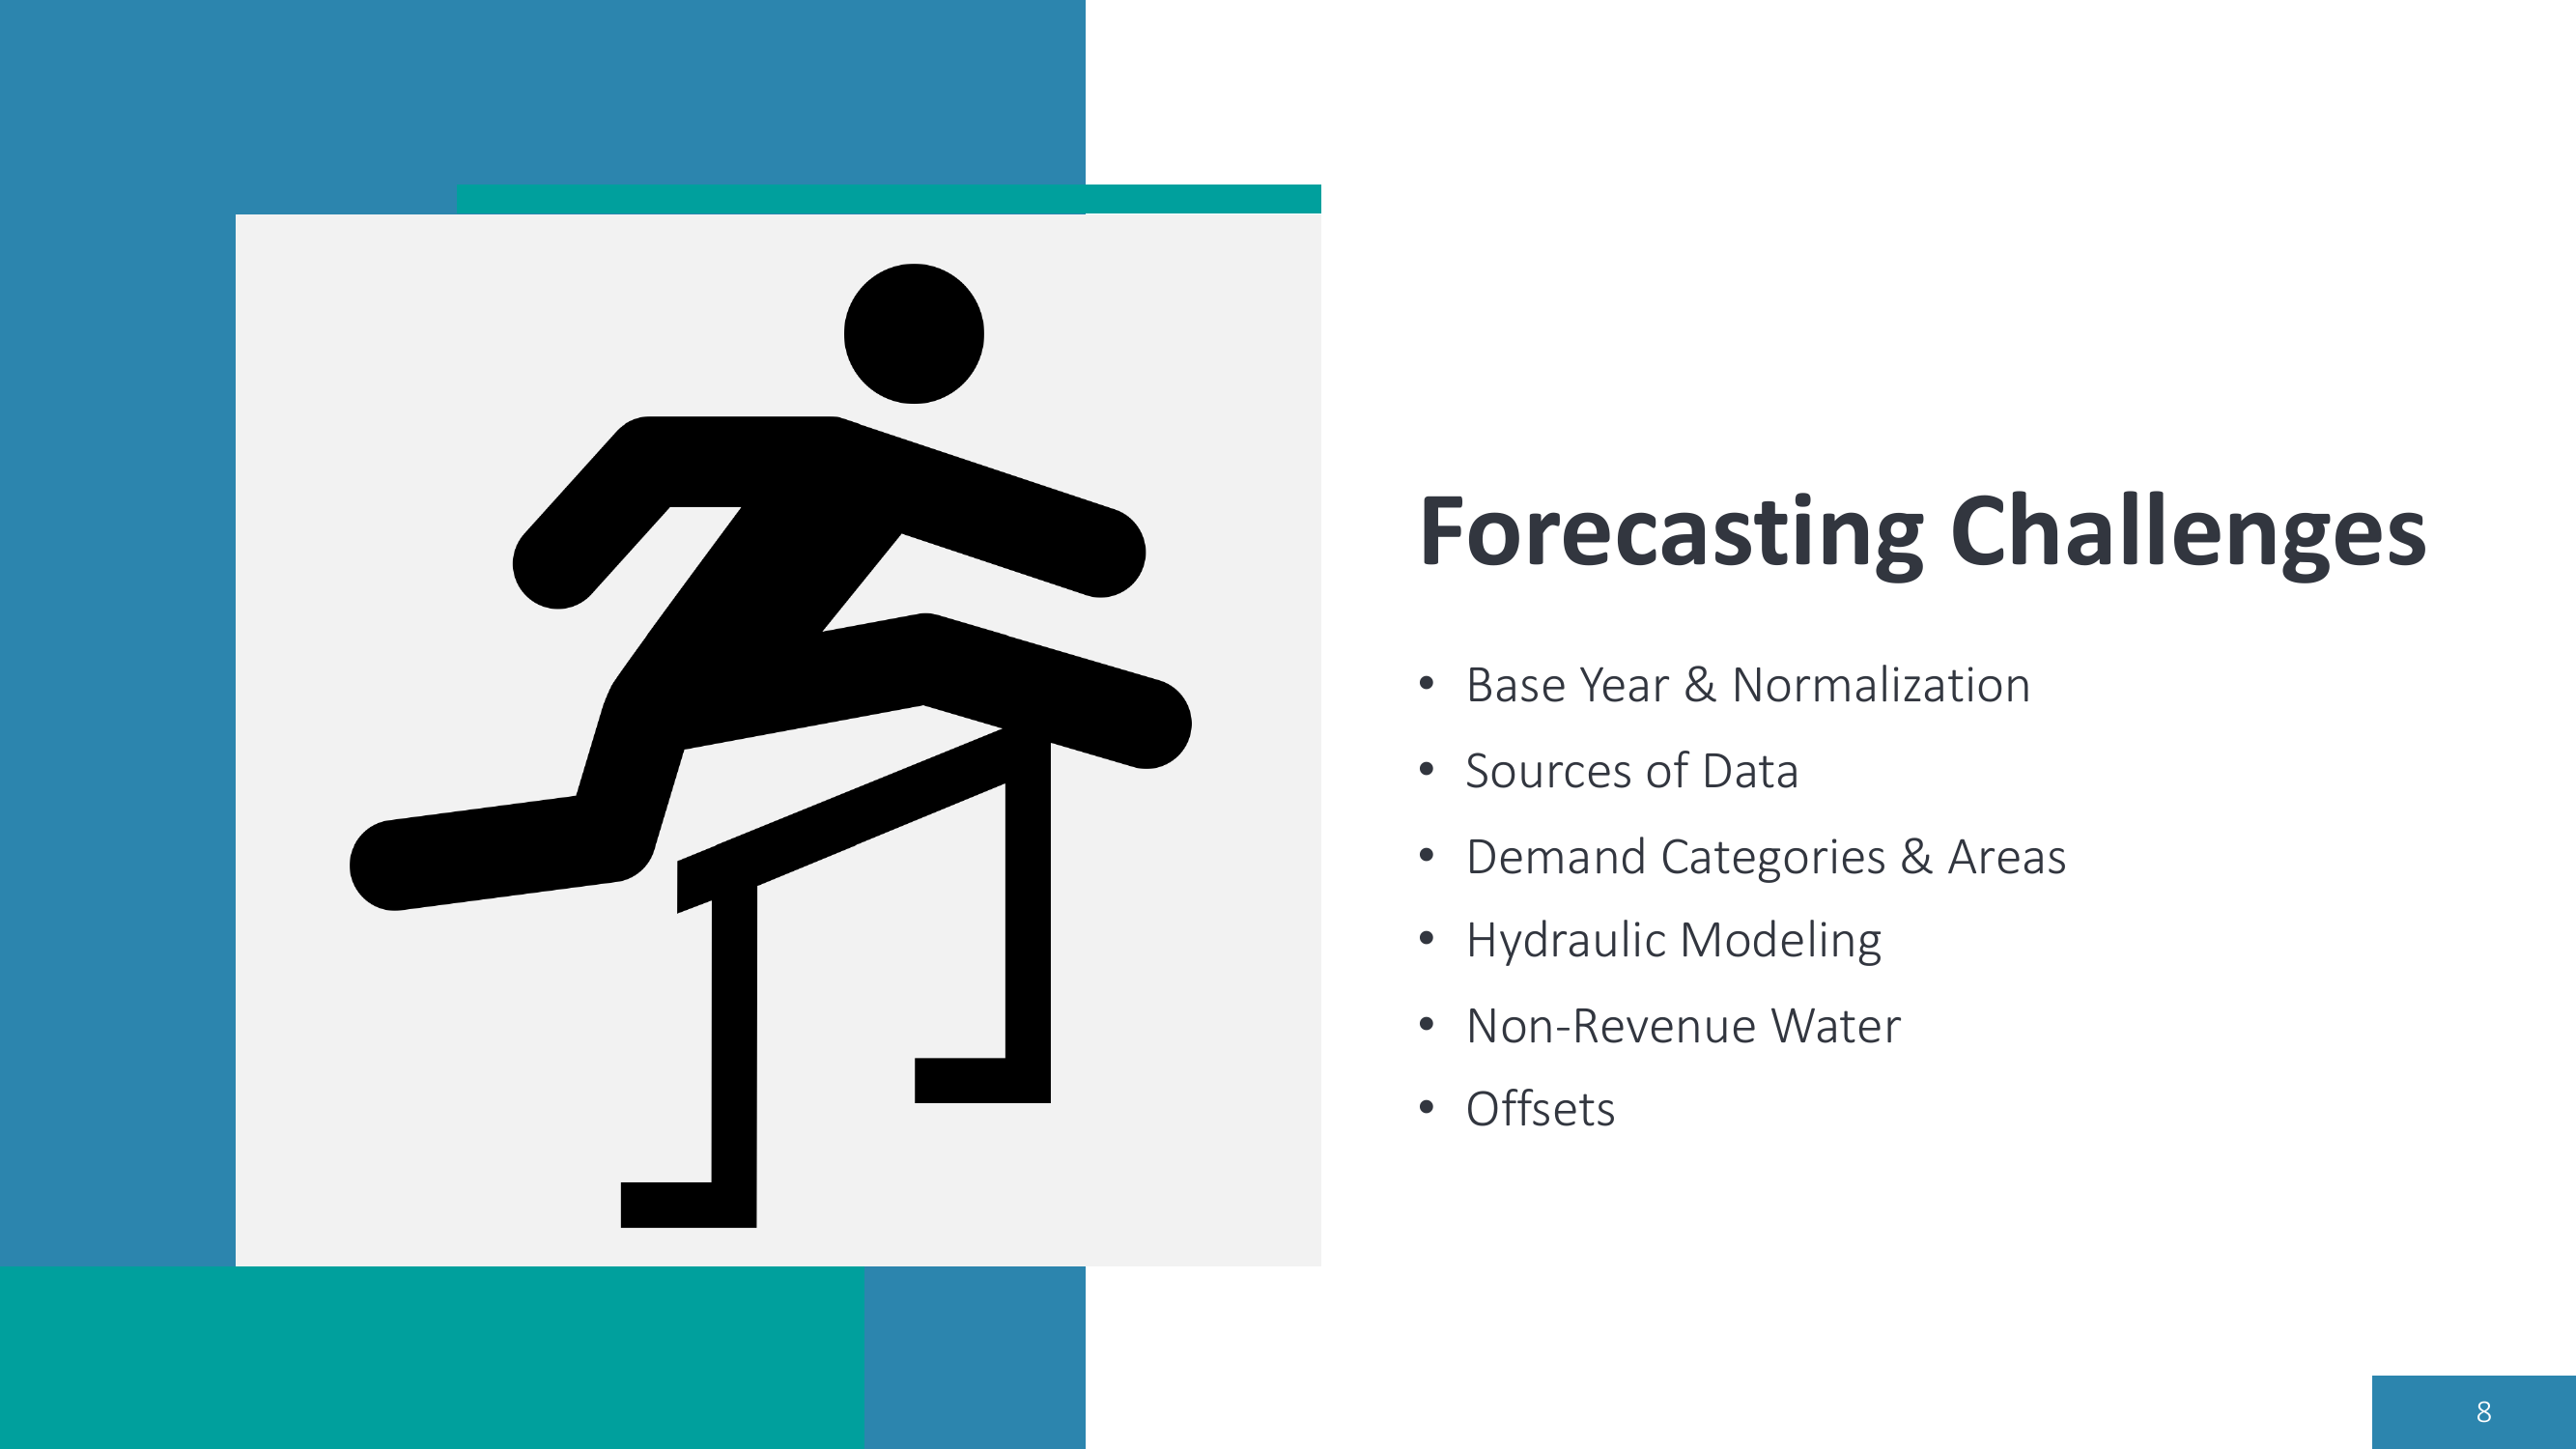 Forecasting Challenges
• Base Year & Normalization
• Sources of Data
• Demand Categories & Areas
• Hydraulic Modeling
• Non-Revenue Water
• Offsets
8